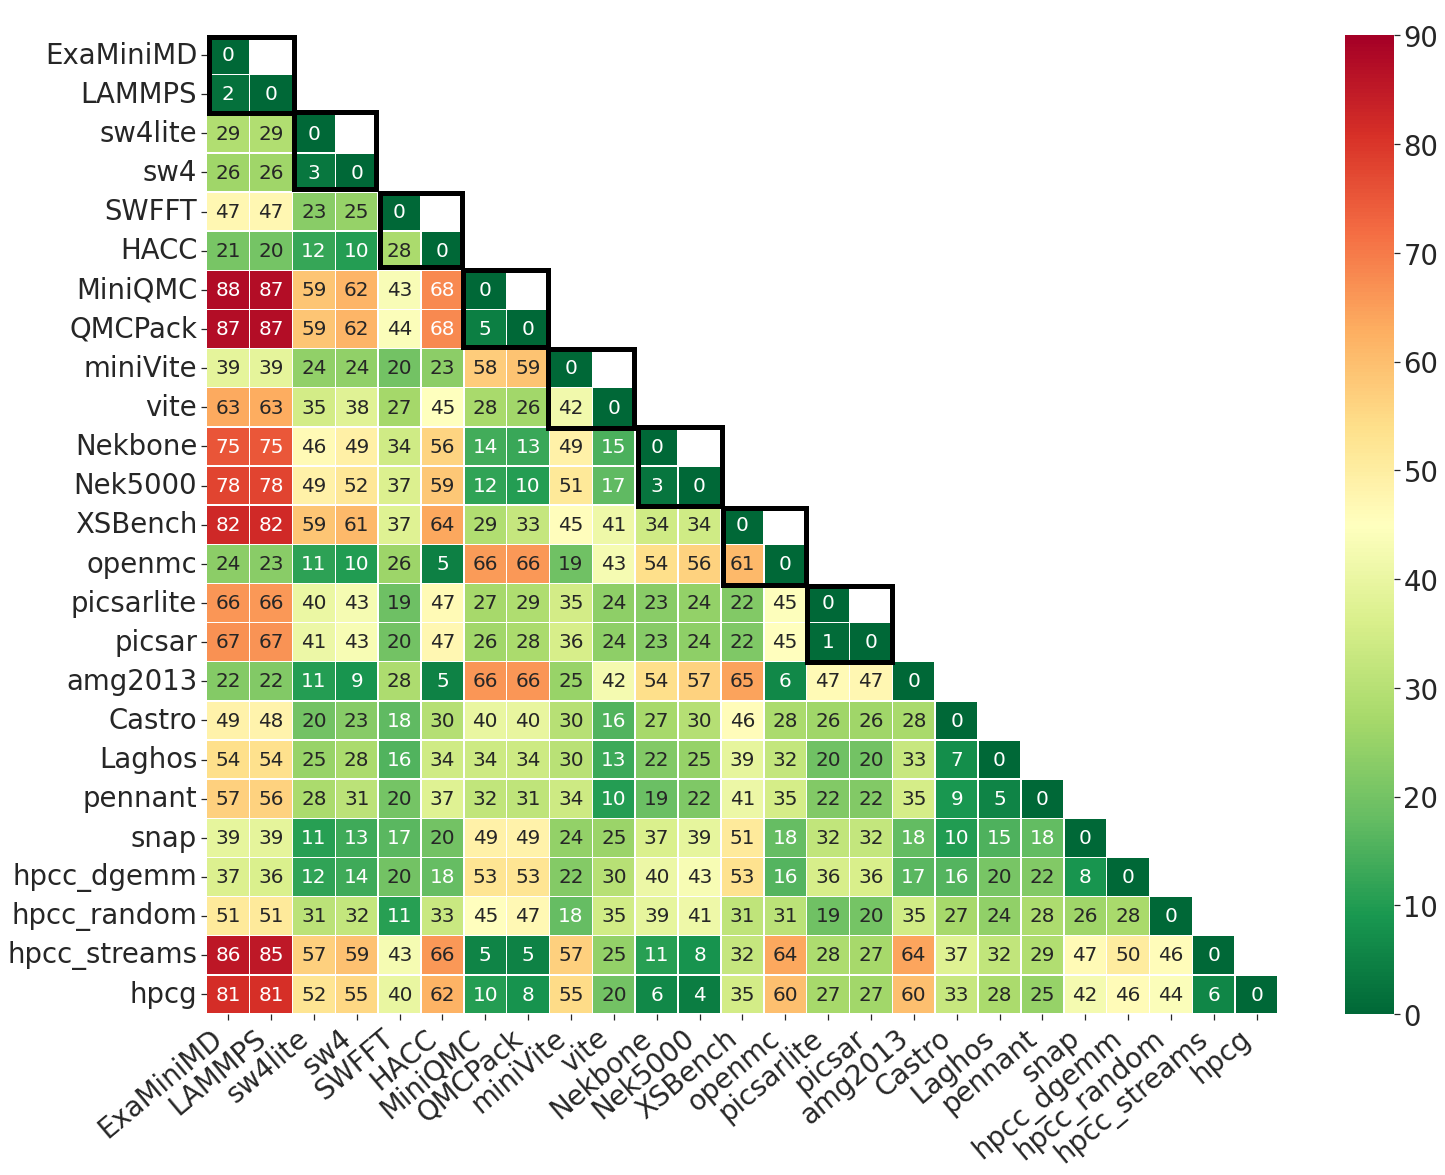 ExaMiniMD 0
LAMMPS 2 0
sw4lite 29 29 0
sw4 26 26 3 0
SWFFT 47 47 23 25 0
HACC 21 20 12 10 28 0
MiniQMC 88 87 59 62 43 68 0
QMCPack 87 87 59 62 44 68 5 0
miniVite 39 39 24 24 20 23 58 59 0
vite 63 63 35 38 27 45 28 26 42 0
Nekbone 75 75 46 49 34 56 14 13 49 15 0
Nek5000 78 78 49 52 37 59 12 10 51 17 3 0
XSBench 82 82 59 61 37 64 29 33 45 41 34 34 0
openmc 24 23 11 10 26 5 66 66 19 43 54 56 61 0
picsarlite 66 66 40 43 19 47 27 29 35 24 23 24 22 45 0
picsar 67 67 41 43 20 47 26 28 36 24 23 24 22 45 1 0
amg2013 22 22 11 9 28 5 66 66 25 42 54 57 65 6 47 47 0
Castro 49 48 20 23 18 30 40 40 30 16 27 30 46 28 26 26 28 0
Laghos 54 54 25 28 16 34 34 34 30 13 22 25 39 32 20 20 33 7 0
pennant 57 56 28 31 20 37 32 31 34 10 19 22 41 35 22 22 35 9 5 0
snap 39 39 11 13 17 20 49 49 24 25 37 39 51 18 32 32 18 10 15 18 0
hpcc_dgemm 37 36 12 14 20 18 53 53 22 30 40 43 53 16 36 36 17 16 20 22 8 0
hpcc_random 51 51 31 32 11 33 45 47 18 35 39 41 31 31 19 20 35 27 24 28 26 28 0
hpcc_streams 86 85 57 59 43 66 5 5 57 25 11 8 32 64 28 27 64 37 32 29 47 50 46 0
hpcg 81 81 52 55 40 62 10 8 55 20 6 4 35 60 27 27 60 33 28 25 42 46 44 6 0
ExaMiniMD
LAMMPS
sw4lite
sw4
SWFFT
HACC
MiniQMC
QMCPack
miniVite
vite
Nekbone
Nek5000
XSBench
openmc
picsarlite
picsar
amg2013
Castro
Laghos
pennant
snap
hpcc_dgemm
hpcc_random
hpcc_streams
hpcg
90
80
70
60
50
40
30
20
10
0